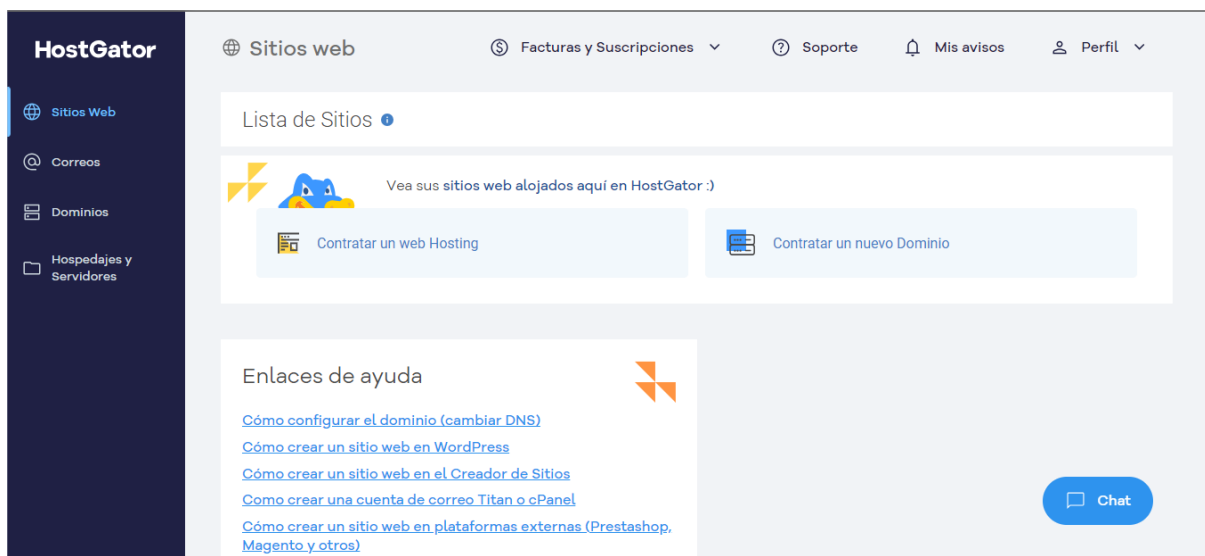 HostGator
Sitios web
Facturas y Suscripciones
Soporte
Mis avisos
Perfil
Sitios Web
Correos
Dominios
Hospedajes y
Servidores
Lista de Sitios
Vea sus sitios web alojados aquí en HostGator :)
Contratar un web Hosting
Contratar un nuevo Dominio
Enlaces de ayuda
Cómo configurar el dominio (cambiar DNS)
Cómo crear un sitio web en WordPress
Cómo crear un sitio web en el Creador de Sitios
Como crear una cuenta de correo Titan o cPanel
Cómo crear un sitio web en plataformas externas (Prestashop,
Magento y otros)
Chat